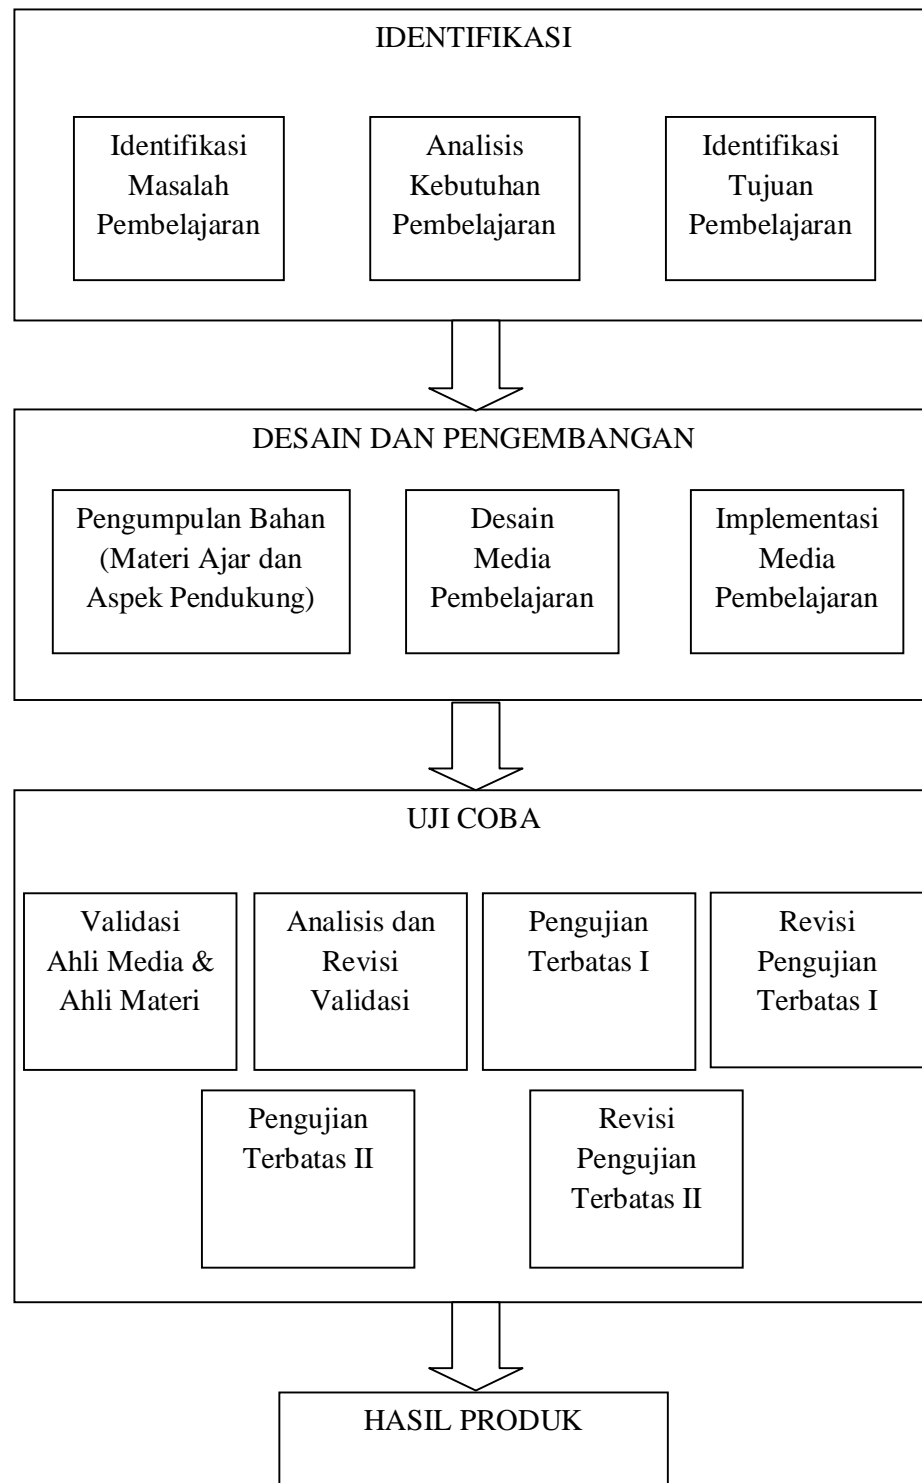 IDENTIFIKASI
Identifikasi
Masalah
Pembelajaran
Analisis
Kebutuhan
Pembelajaran
Identifikasi
Tujuan
Pembelajaran
DESAIN DAN PENGEMBANGAN
Pengumpulan Bahan
(Materi Ajar dan
Aspek Pendukung)
Desain
Media
Pembelajaran
Implementasi
Media
Pembelajaran
UJI COBA
Validasi
Ahli Media &
Ahli Materi
Analisis dan
Revisi
Validasi
Pengujian
Terbatas I
Revisi
Pengujian
Terbatas I
Pengujian
Terbatas II
Revisi
Pengujian
Terbatas II
HASIL PRODUK